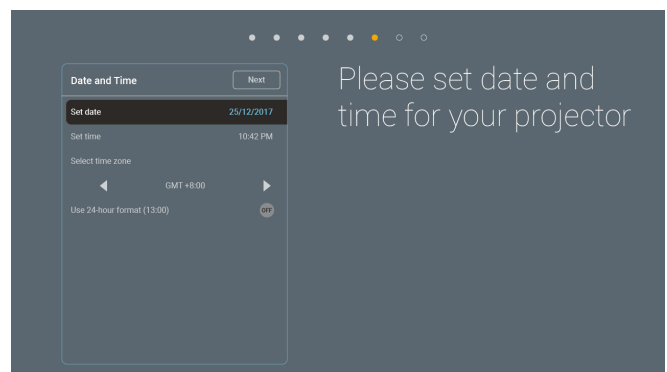 Date and Time
Next
Set date
25/12/2017
Set time
10:42 PM
Select time zone
GMT +8:00
Use 24-hour format (13:00)
OFF
Please set date and
time for your projector